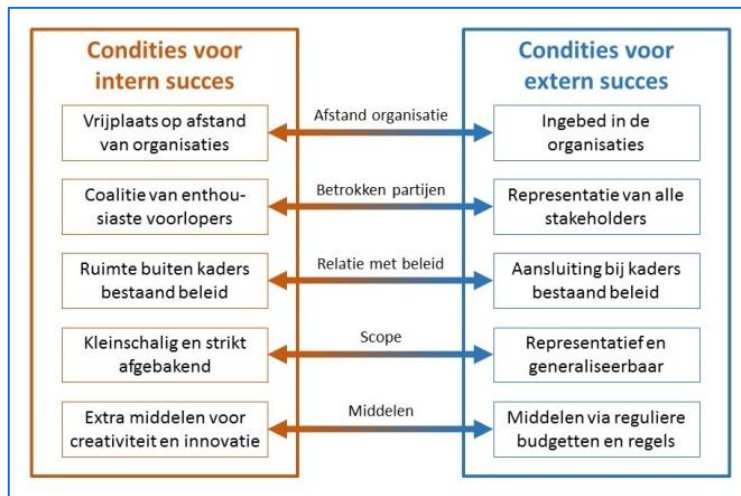 Condities voor
intern succes
Condities voor
extern succes
Vrijplaats op afstand
van organisaties
Afstand organisatie
Ingebed in de
organisaties
Coalitie van enthou-
siaste voorlopers
Betrokken partijen
Representatie van alle
stakeholders
Ruimte buiten kaders
bestaand beleid
Relatie met beleid
Aansluiting bij kaders
bestaand beleid
Kleinschalig en strikt
afgebakend
Scope
Representatief en
generaliseerbaar
Extra middelen voor
creativiteit en innovatie
Middelen
Middelen via reguliere
budgetten en regels